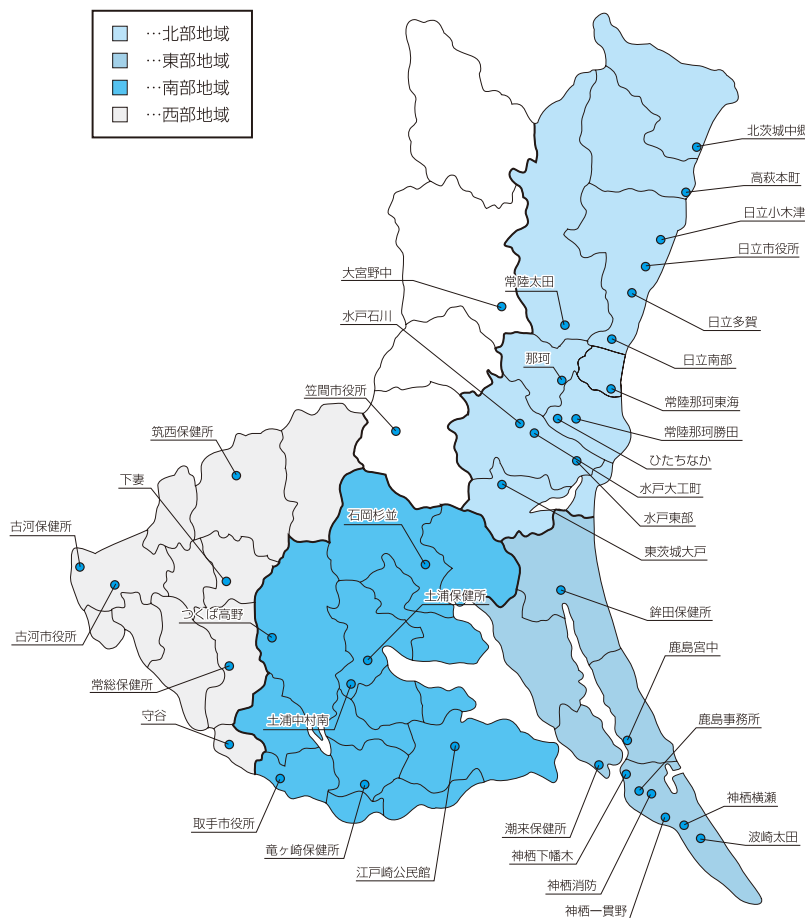 …北部地域
…東部地域
…南部地域
…西部地域
北茨城中郷
高萩本町
日立小木津
日立市役所
大宮野中
常陸太田
水戸石川
日立多賀
那珂
日立南部
笠間市役所
常陸那珂東海
筑西保健所
常陸那珂勝田
ひたちなか
下妻
水戸大工町
石岡杉並
水戸東部
古河保健所
東茨城大戸
土浦保健所
つくば高野
鉾田保健所
古河市役所
鹿島宮中
常総保健所
守谷
土浦中村南
鹿島事務所
取手市役所
潮来保健所
神栖横瀬
竜ヶ崎保健所
神栖下幡木
波崎太田
江戸崎公民館
神栖消防
神栖一貫野